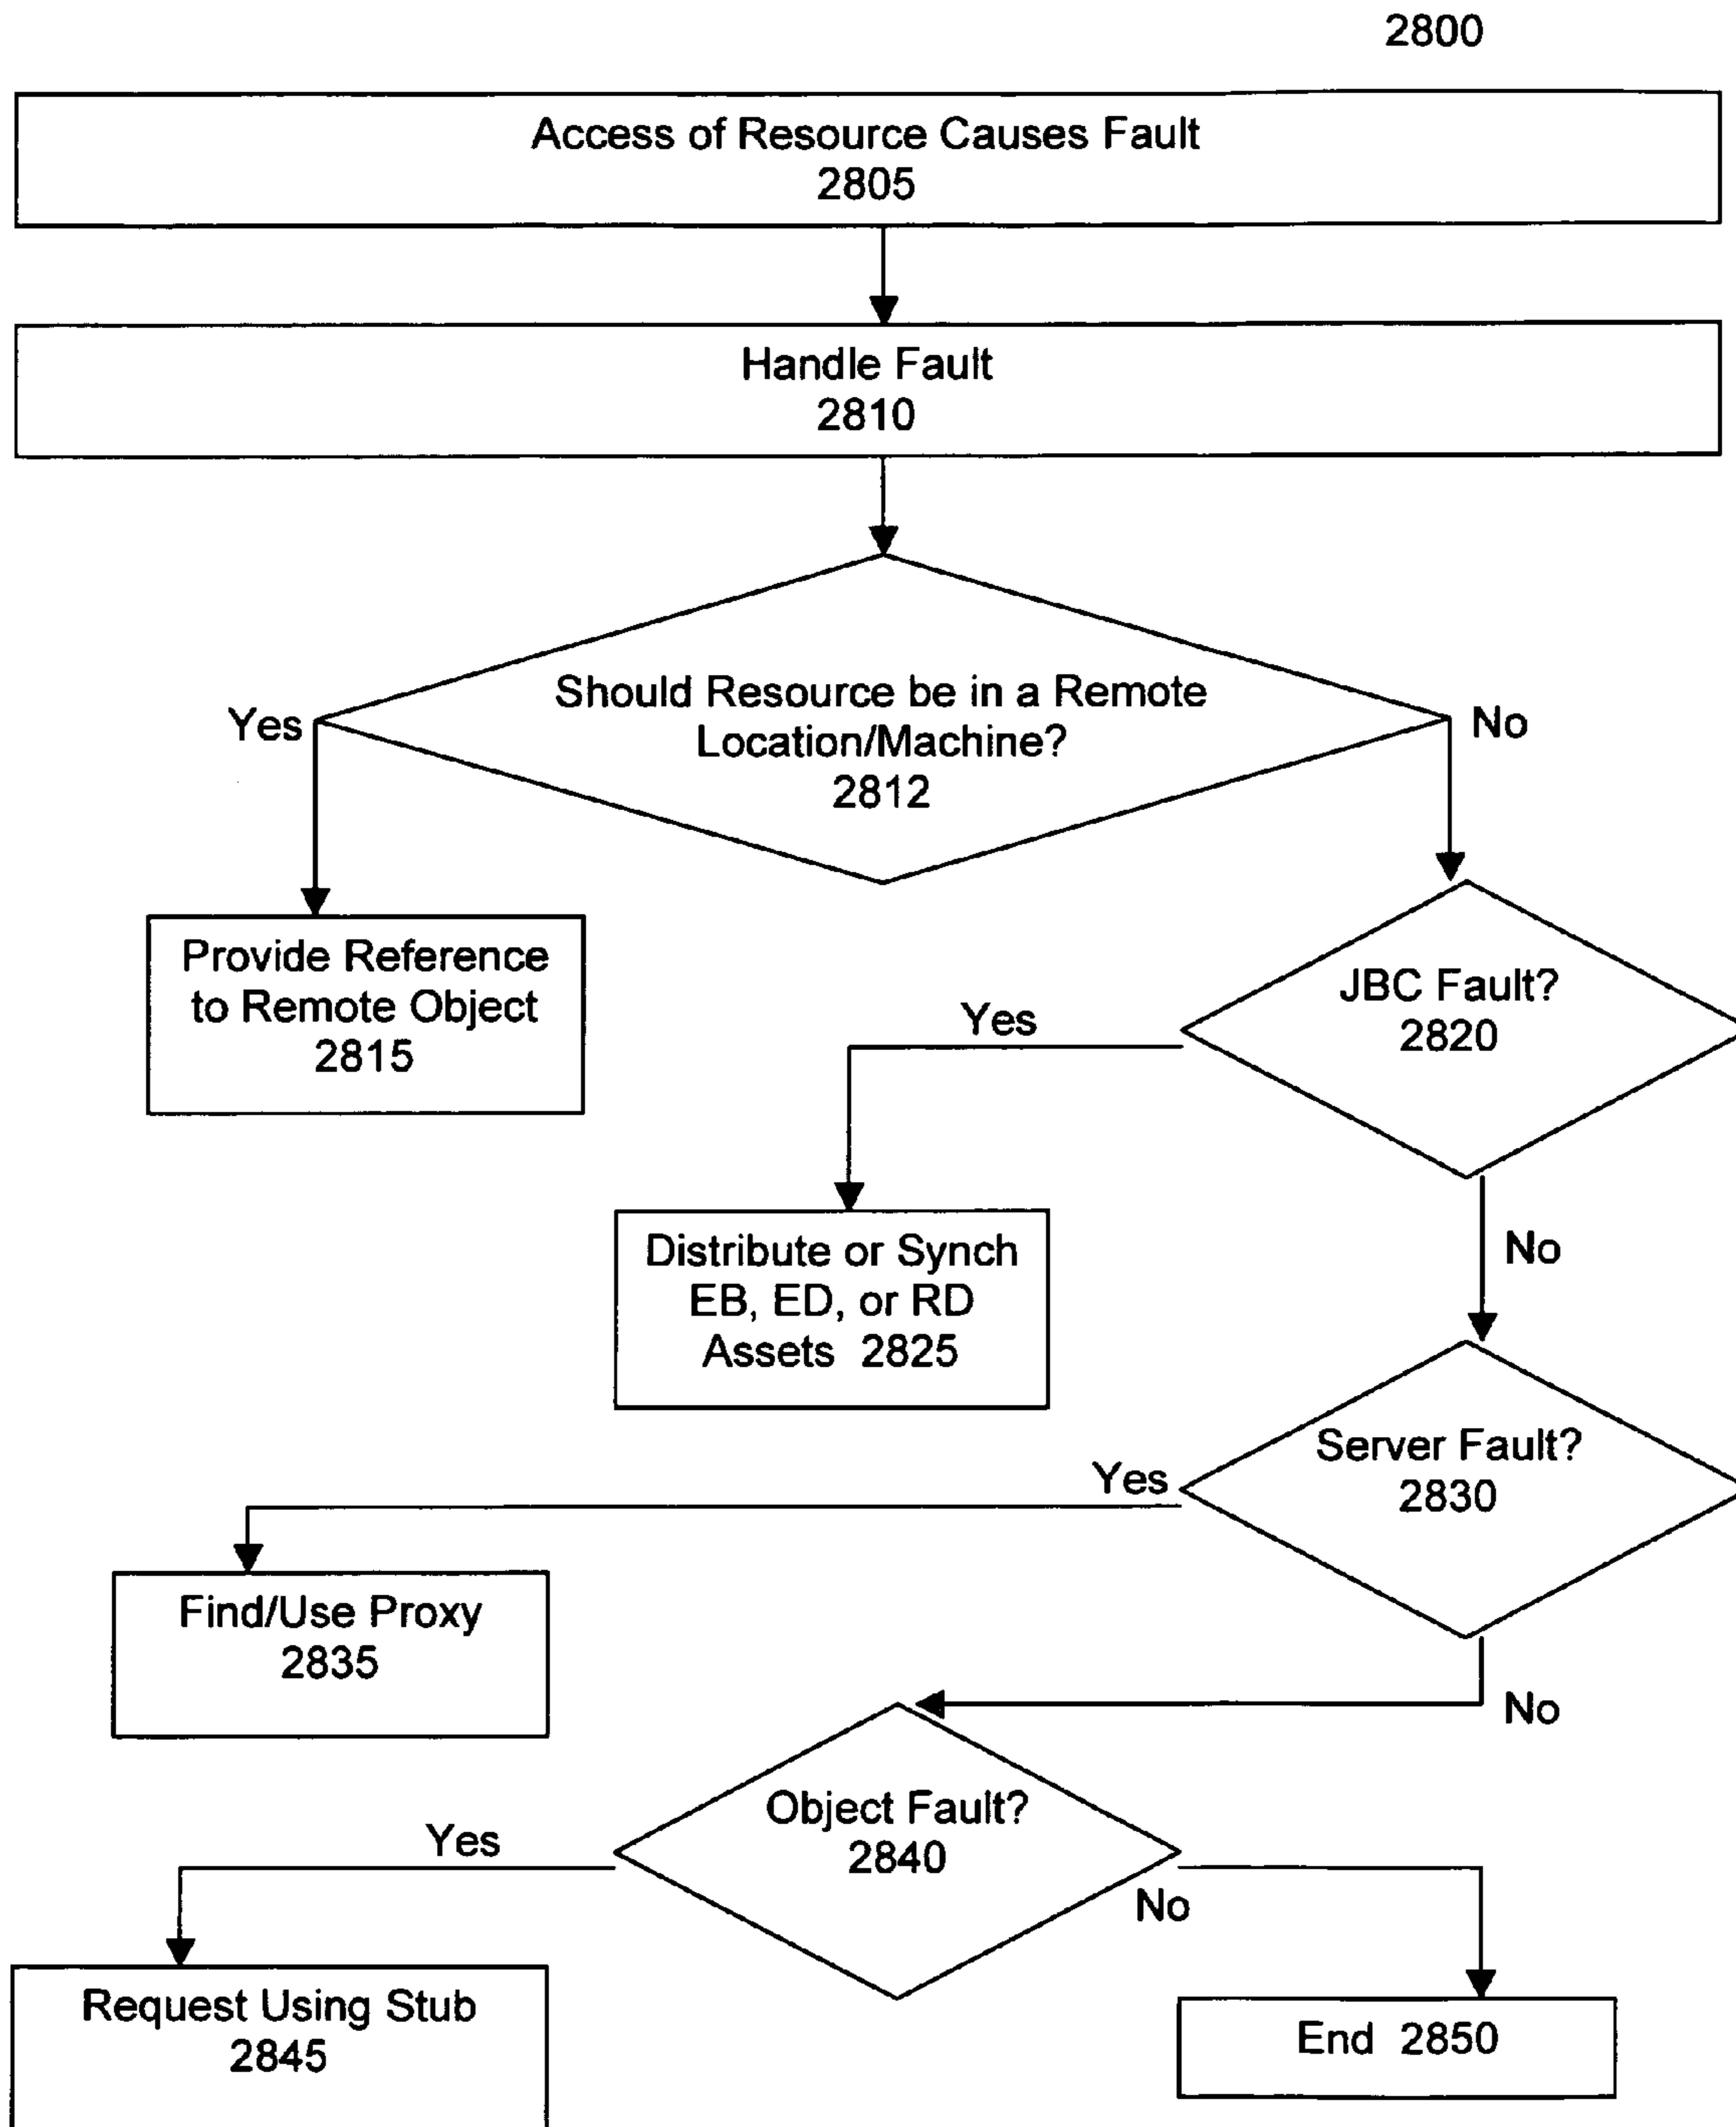 2800
Access of Resource Causes Fault
2805
Handle Fault
2810
Should Resource be in a Remote
Location/Machine?
2812
Yes
No
Provide Reference
to Remote Object
2815
JBC Fault?
2820
Yes
No
Distribute or Synch
EB, ED, or RD
Assets 2825
Server Fault?
2830
Yes
No
Find/Use Proxy
2835
Object Fault?
2840
Yes
No
Request Using Stub
2845
End 2850